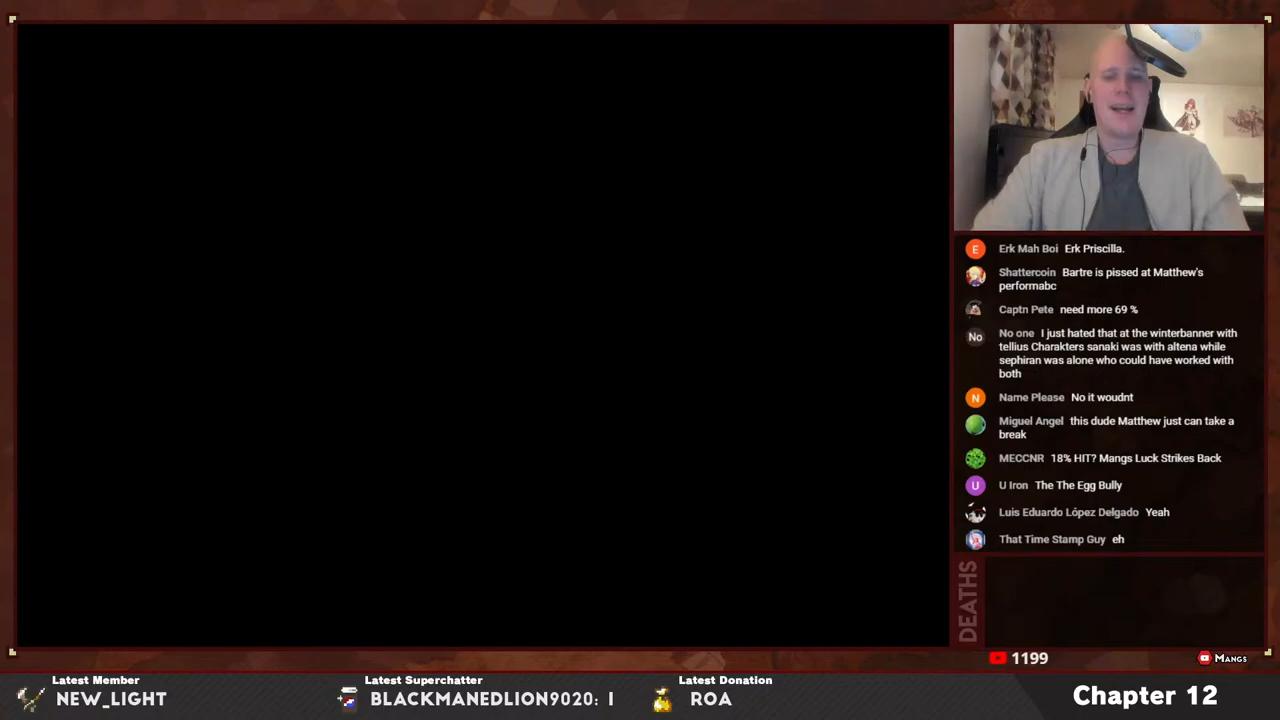 Erk Mah Boi Erk Priscilla.
Shattercoin Bartre is pissed at Matthew's
performabc
Captn Pete need more 69 %
No
No one I just hated that at the winterbanner with
tellius Charakters sanaki was with altena while
sephiran was alone who could have worked with
both
N
Name Please No it woudnt
Miguel Angel this dude Matthew just can take a
break
MECCNR 18% HIT? Mangs Luck Strikes Back
U
U Iron The The Egg Bully
Luis Eduardo López Delgado Yeah
That Time Stamp Guy eh
DEATHS
1199
MANGS
Latest Member
NEW_LIGHT
Latest Superchatter
BLACKMANEDLION9020: I
Latest Donation
ROA
Chapter 12